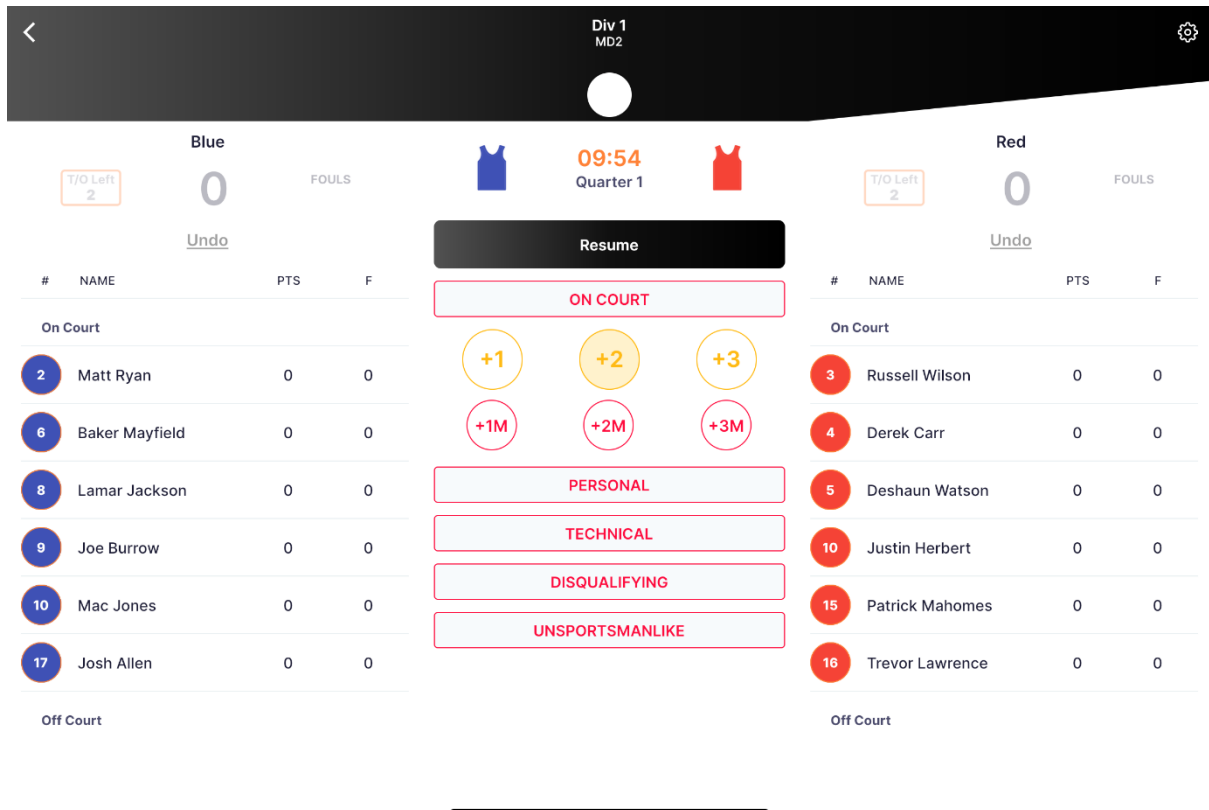 Div 1
MD2
Blue
T/O Left
2
0
FOULS
Undo
# NAME PTS F
On Court
2 Matt Ryan 0 0
6 Baker Mayfield 0 0
8 Lamar Jackson 0 0
9 Joe Burrow 0 0
10 Mac Jones 0 0
17 Josh Allen 0 0
Off Court
09:54
Quarter 1
Resume
ON COURT
+1 +2 +3
+1M +2M +3M
PERSONAL
TECHNICAL
DISQUALIFYING
UNSPORTSMANLIKE
Red
T/O Left
2
0
FOULS
Undo
# NAME PTS F
On Court
3 Russell Wilson 0 0
4 Derek Carr 0 0
5 Deshaun Watson 0 0
10 Justin Herbert 0 0
15 Patrick Mahomes 0 0
16 Trevor Lawrence 0 0
Off Court